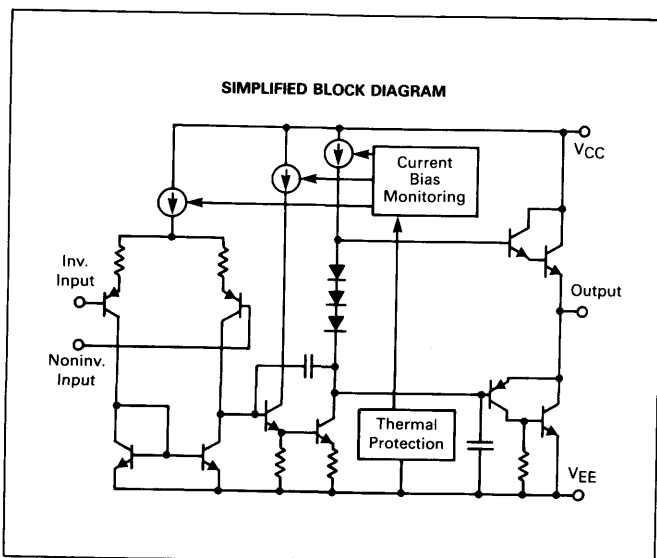 SIMPLIFIED BLOCK DIAGRAM
VCC
Current
Bias
Monitoring
Inv.
Input
Output
Noninv.
Input
Thermal
Protection
VEE